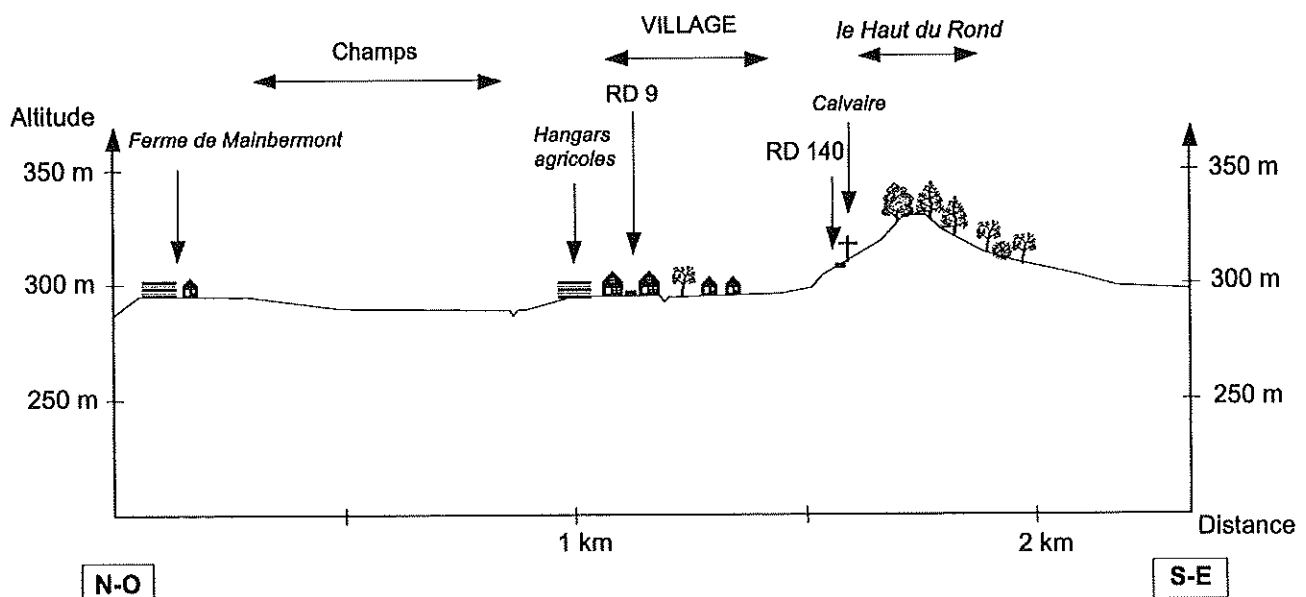 VILLAGE
le Haut du Rond
Champs
RD 9
Calvaire
Altitude
Ferme de Mainbermont
Hangars
agricoles
RD 140
350 m
350 m
300 m
300 m
250 m
250 m
Distance
1 km
2 km
N-O
S-E